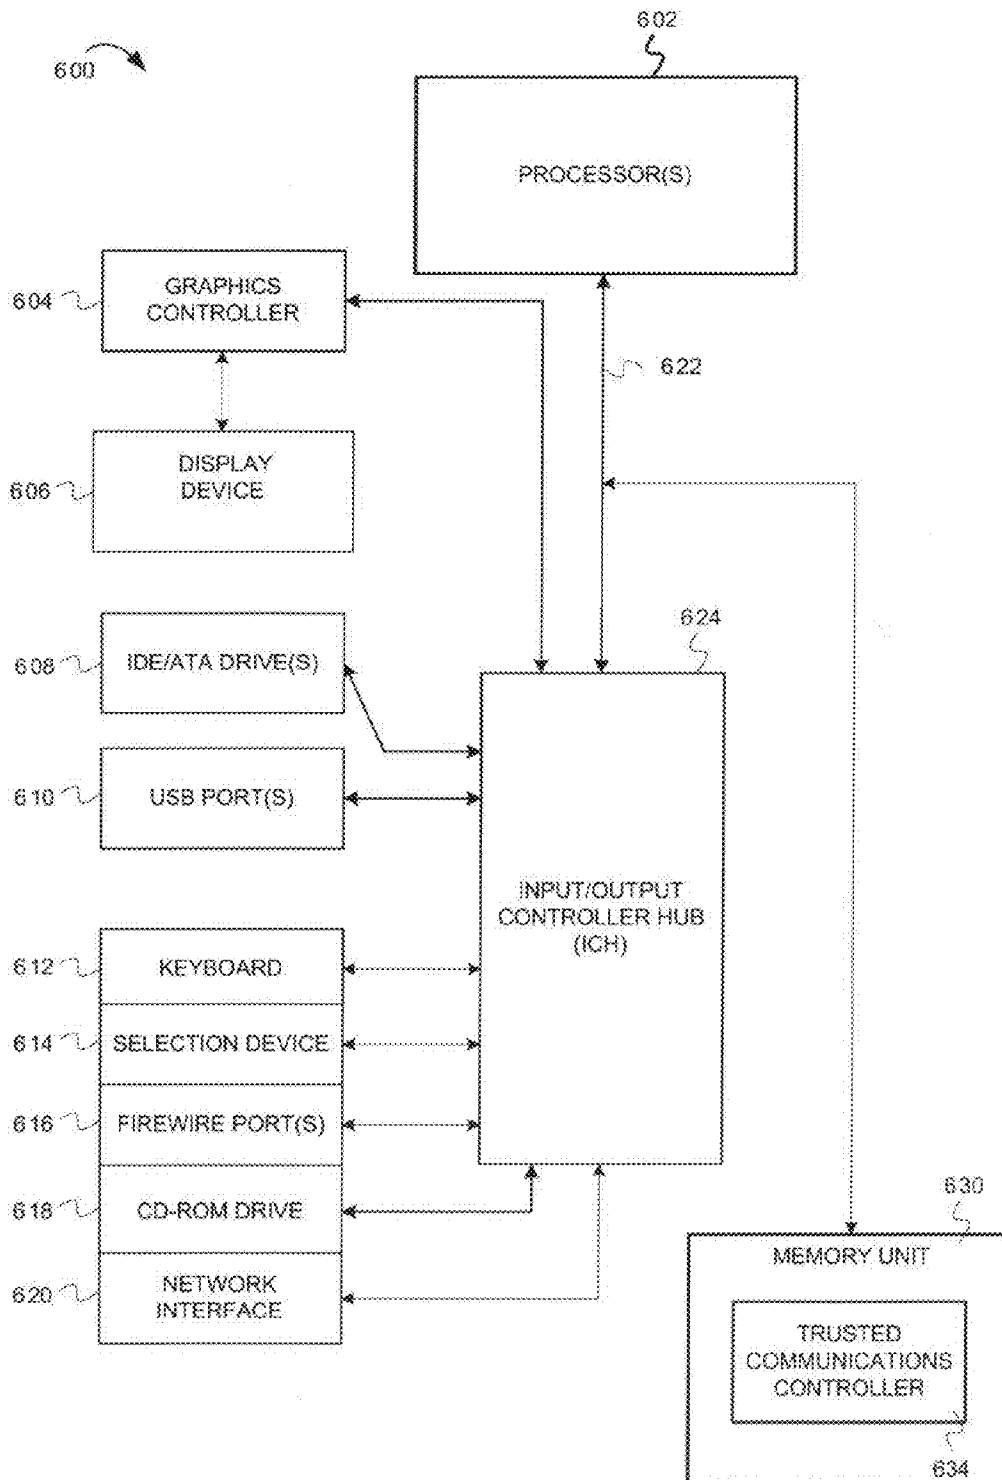 602
600
PROCESSOR(S)
GRAPHICS
CONTROLLER
604
622
DISPLAY
DEVICE
606
624
IDE/ATA DRIVE(S)
608
USB PORT(S)
610
INPUT/OUTPUT
CONTROLLER HUB
(ICH)
KEYBOARD
612
SELECTION DEVICE
614
FIREWIRE PORT(S)
616
CD-ROM DRIVE
618
NETWORK
INTERFACE
620
630
MEMORY UNIT
TRUSTED
COMMUNICATIONS
CONTROLLER
634